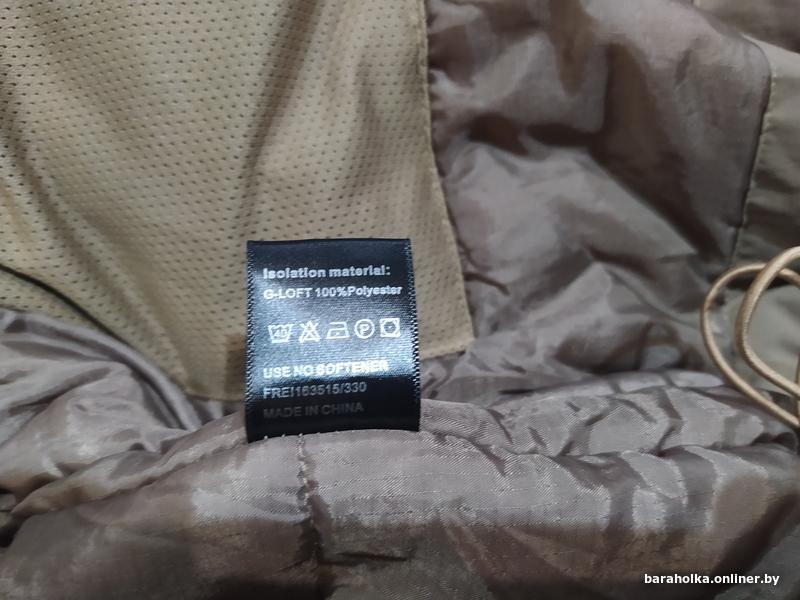 Isolation material:
G-LOFT 100%Polyester
USE NO SOFTENER
FREI163515/330
MADE IN CHINA
baraholka.onliner.by